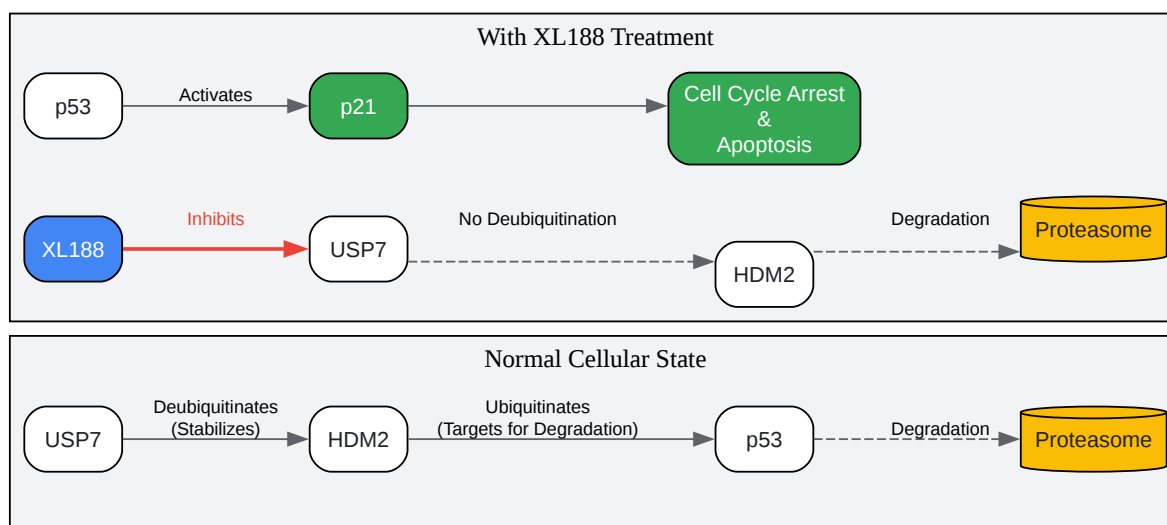 With XL188 Treatment
p53
Activates
p21
Cell Cycle Arrest
&
Apoptosis
XL188
Inhibits
USP7
No Deubiquitination
HDM2
Degradation
Proteasome
Normal Cellular State
USP7
Deubiquitinates
(Stabilizes)
HDM2
Ubiquitinates
(Targets for Degradation)
p53
Degradation
Proteasome